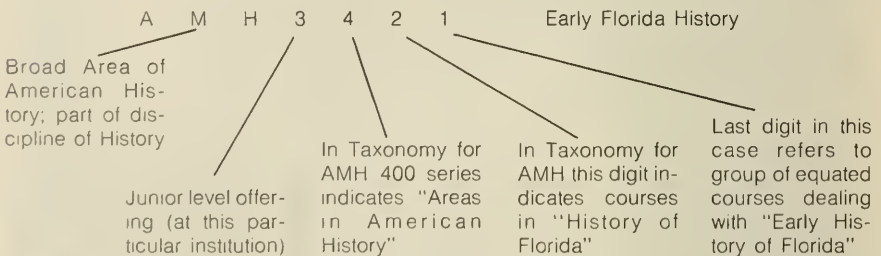 A M H 3 4 2 1 Early Florida History
Broad Area of
American His-
tory; part of dis-
cipline of History
Junior level offer-
ing (at this par-
ticular institution)
In Taxonomy for
AMH 400 series
indicates "Areas
in American
History"
In Taxonomy for
AMH this digit in-
dicates courses
in "History of
Florida"
Last digit in this
case refers to
group of equated
courses dealing
with "Early His-
tory of Florida"